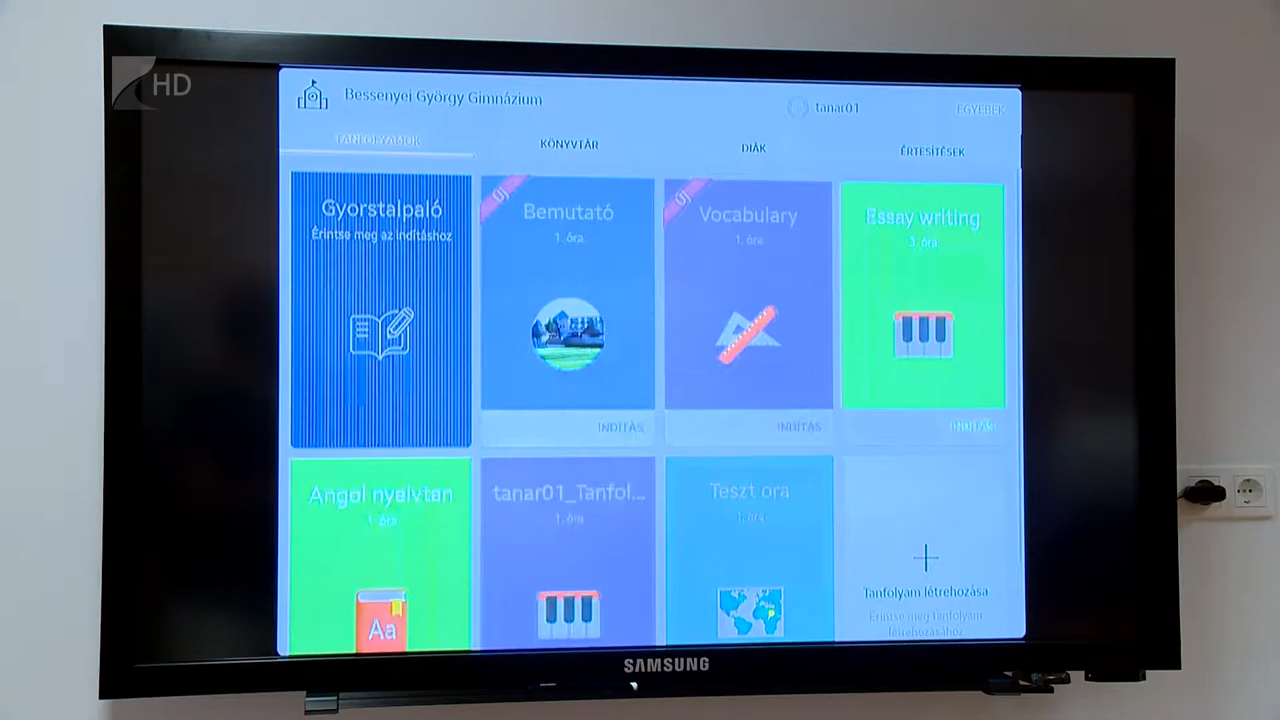 HD
Bessenyei György Gimnázium
tanar01
EGYEBEK
TANFOLYAMOK
KÖNYVTÁR
DIÁK
ÉRTESÍTÉSEK
Gyorstalpaló
Érintse meg az indításhoz
ÚJ
Bemutató
1. óra
INDÍTÁS
ÚJ
Vocabulary
1. óra
INDÍTÁS
Essay writing
3. óra
INDÍTÁS
Angol nyelvtan
1. óra
Aa
tanar01_Tanfol...
1. óra
Teszt ora
1. óra
Tanfolyam létrehozása
Érintse meg tanfolyam
létrehozásához
SAMSUNG